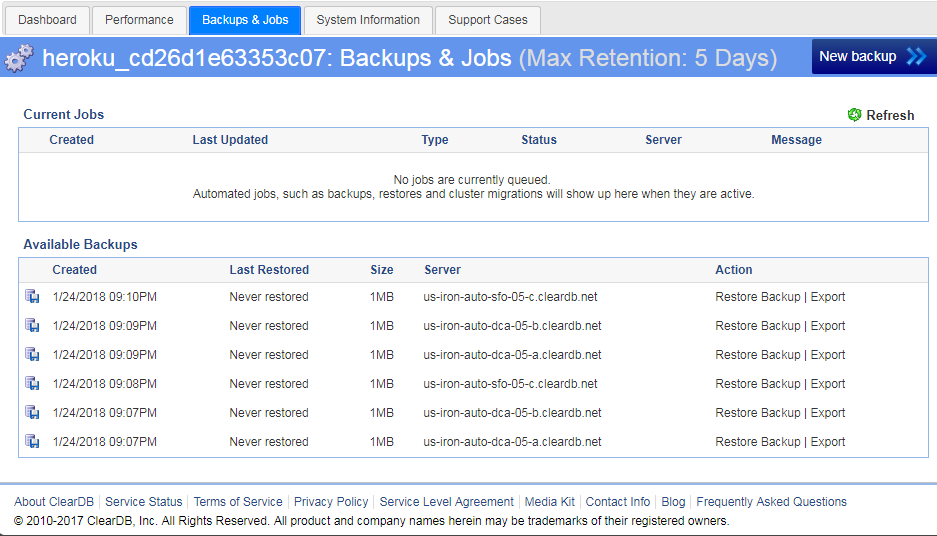 Dashboard Performance Backups & Jobs System Information Support Cases
heroku_cd26d1e63353c07: Backups & Jobs (Max Retention: 5 Days) New backup
Current Jobs Refresh
Created Last Updated Type Status Server Message
No jobs are currently queued.
Automated jobs, such as backups, restores and cluster migrations will show up here when they are active.
Available Backups
Created Last Restored Size Server Action
1/24/2018 09:10PM Never restored 1MB us-iron-auto-sfo-05-c.cleardb.net Restore Backup | Export
1/24/2018 09:09PM Never restored 1MB us-iron-auto-dca-05-b.cleardb.net Restore Backup | Export
1/24/2018 09:09PM Never restored 1MB us-iron-auto-dca-05-a.cleardb.net Restore Backup | Export
1/24/2018 09:08PM Never restored 1MB us-iron-auto-sfo-05-c.cleardb.net Restore Backup | Export
1/24/2018 09:07PM Never restored 1MB us-iron-auto-dca-05-b.cleardb.net Restore Backup | Export
1/24/2018 09:07PM Never restored 1MB us-iron-auto-dca-05-a.cleardb.net Restore Backup | Export
About ClearDB Service Status Terms of Service Privacy Policy Service Level Agreement Media Kit Contact Info Blog Frequently Asked Questions
© 2010-2017 ClearDB, Inc. All Rights Reserved. All product and company names herein may be trademarks of their registered owners.